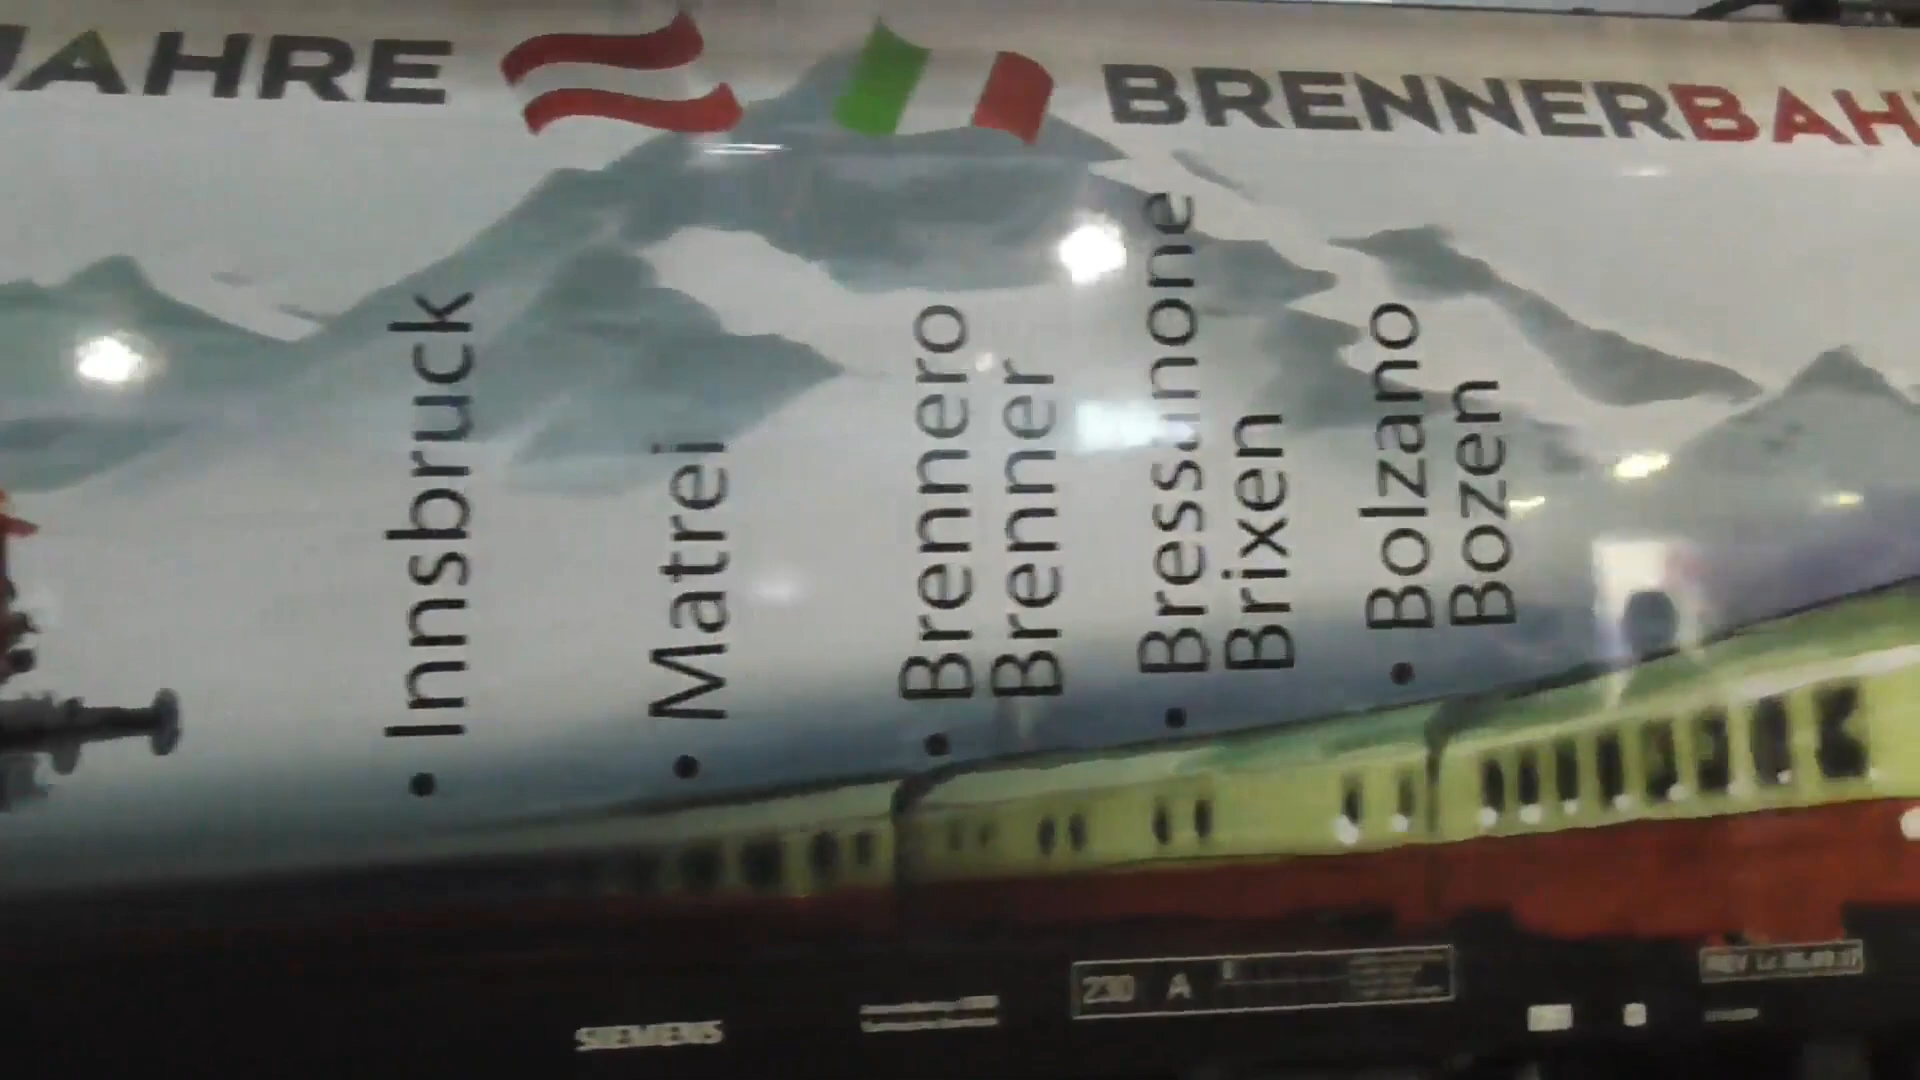 JAHRE
BRENNERBAH
Innsbruck
Matrei
Brennero
Brenner
Bressanone
Brixen
Bolzano
Bozen
230 A
SIEMENS